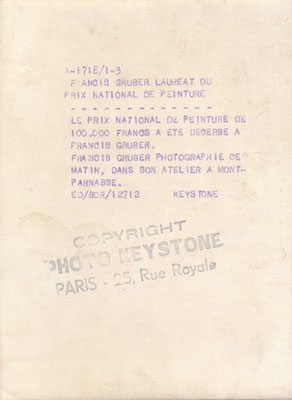 X-1718/1-3
FRANCIS GRUBER LAUREAT DU
PRIX NATIONAL DE PEINTURE
- - - - - - - - - - - - -
LE PRIX NATIONAL DE PEINTURE DE
100.000 FRANCS A ETE DECERBE A
FRANCIS GRUBER.
FRANCIS GRUBER PHOTOGRAPHIE CE
MATIN, DANS SON ATELIER A MONT-
PARNASSE.
ED/BOR/12712 KEYSTONE
COPYRIGHT
PHOTO KEYSTONE
PARIS - 25, Rue Royale